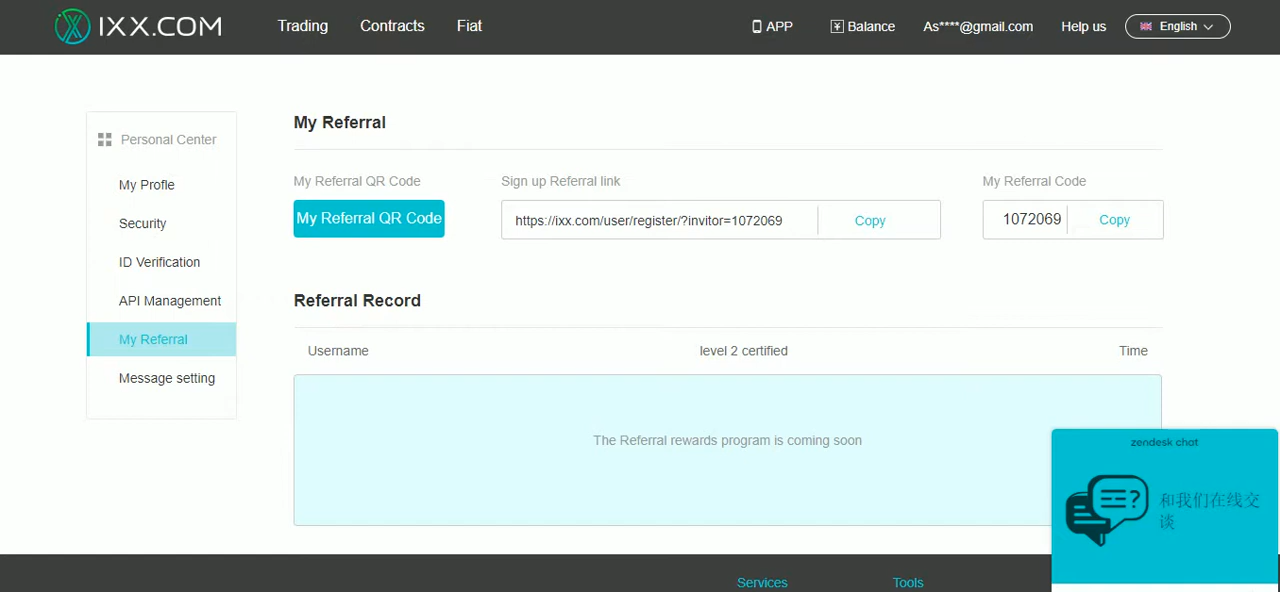 IXX.COM Trading Contracts Fiat APP Balance As****@gmail.com Help us English
Personal Center
My Profle
Security
ID Verification
API Management
My Referral
Message setting
My Referral
My Referral QR Code Sign up Referral link My Referral Code
My Referral QR Code https://ixx.com/user/register/?invitor=1072069 Copy 1072069 Copy
Referral Record
Username level 2 certified Time
The Referral rewards program is coming soon
zendesk chat
和我们在线交
谈
Services Tools